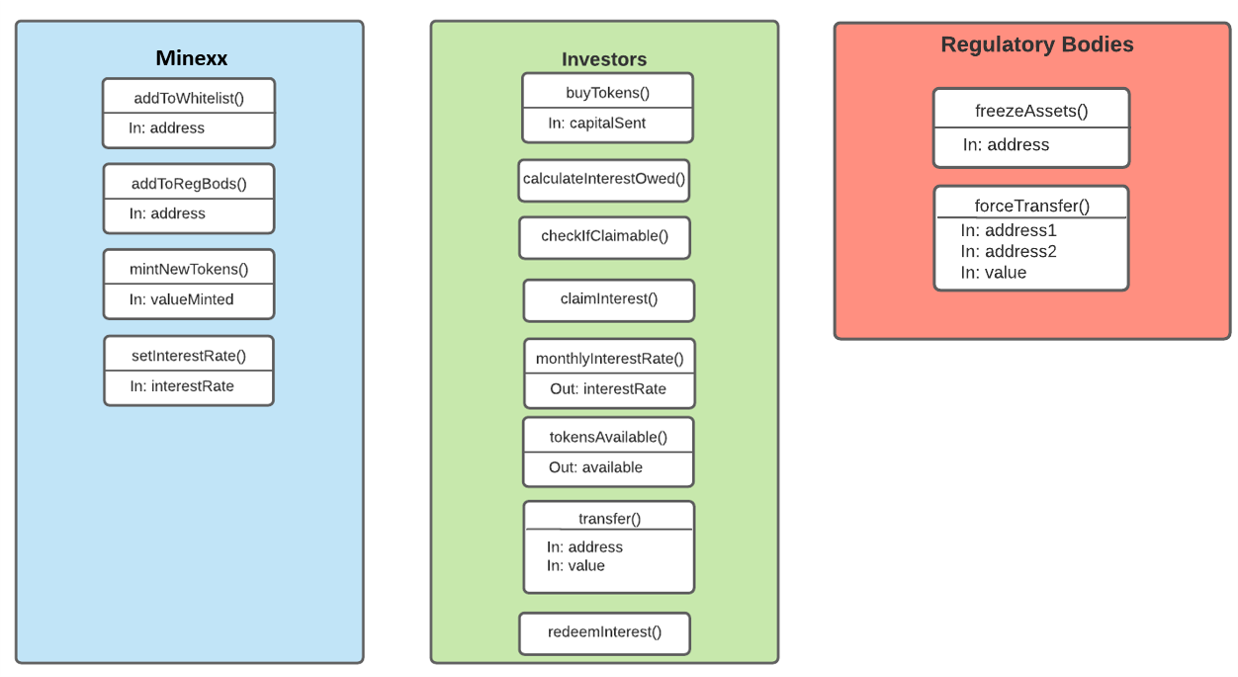 Minexx
addToWhitelist()
In: address
addToRegBods()
In: address
mintNewTokens()
In: valueMinted
setInterestRate()
In: interestRate
Investors
buyTokens()
In: capitalSent
calculateInterestOwed()
checkIfClaimable()
claimInterest()
monthlyInterestRate()
Out: interestRate
tokensAvailable()
Out: available
transfer()
In: address
In: value
redeemInterest()
Regulatory Bodies
freezeAssets()
In: address
forceTransfer()
In: address1
In: address2
In: value